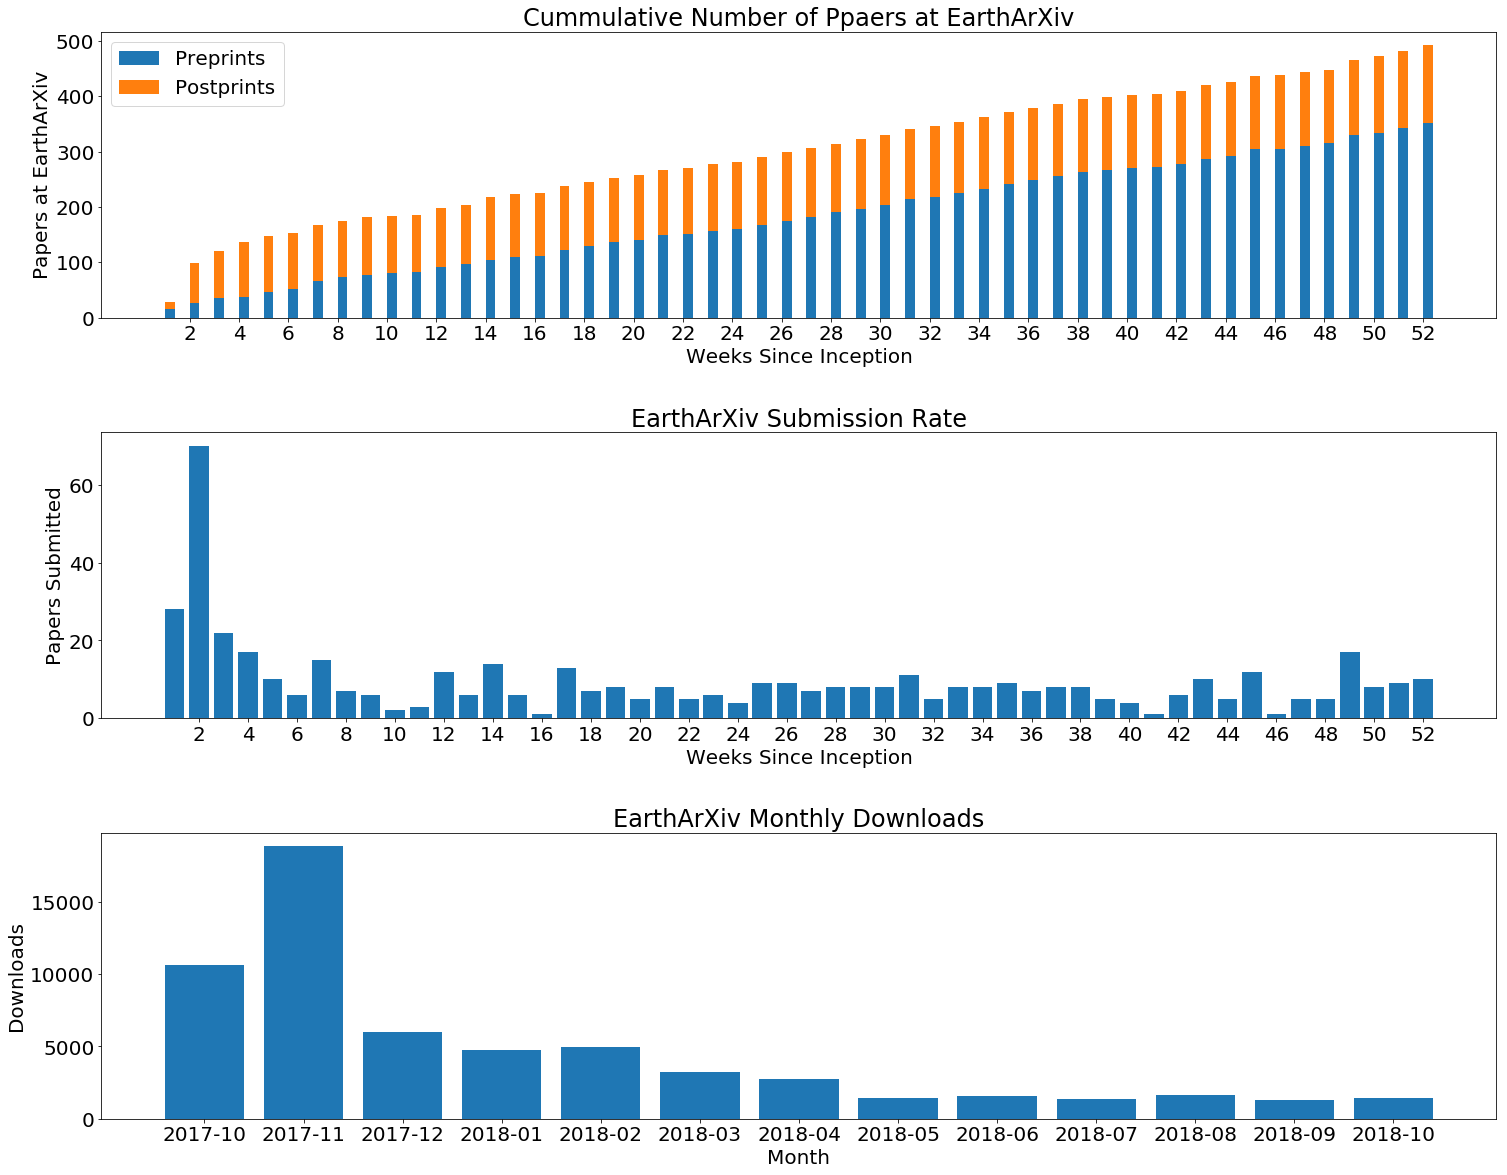 Cummulative Number of Ppaers at EarthArXiv
Papers at EarthArXiv
500
400
300
200
100
0
Preprints
Postprints
2 4 6 8 10 12 14 16 18 20 22 24 26 28 30 32 34 36 38 40 42 44 46 48 50 52
Weeks Since Inception
EarthArXiv Submission Rate
Papers Submitted
60
40
20
0
2 4 6 8 10 12 14 16 18 20 22 24 26 28 30 32 34 36 38 40 42 44 46 48 50 52
Weeks Since Inception
EarthArXiv Monthly Downloads
Downloads
15000
10000
5000
0
2017-10 2017-11 2017-12 2018-01 2018-02 2018-03 2018-04 2018-05 2018-06 2018-07 2018-08 2018-09 2018-10
Month